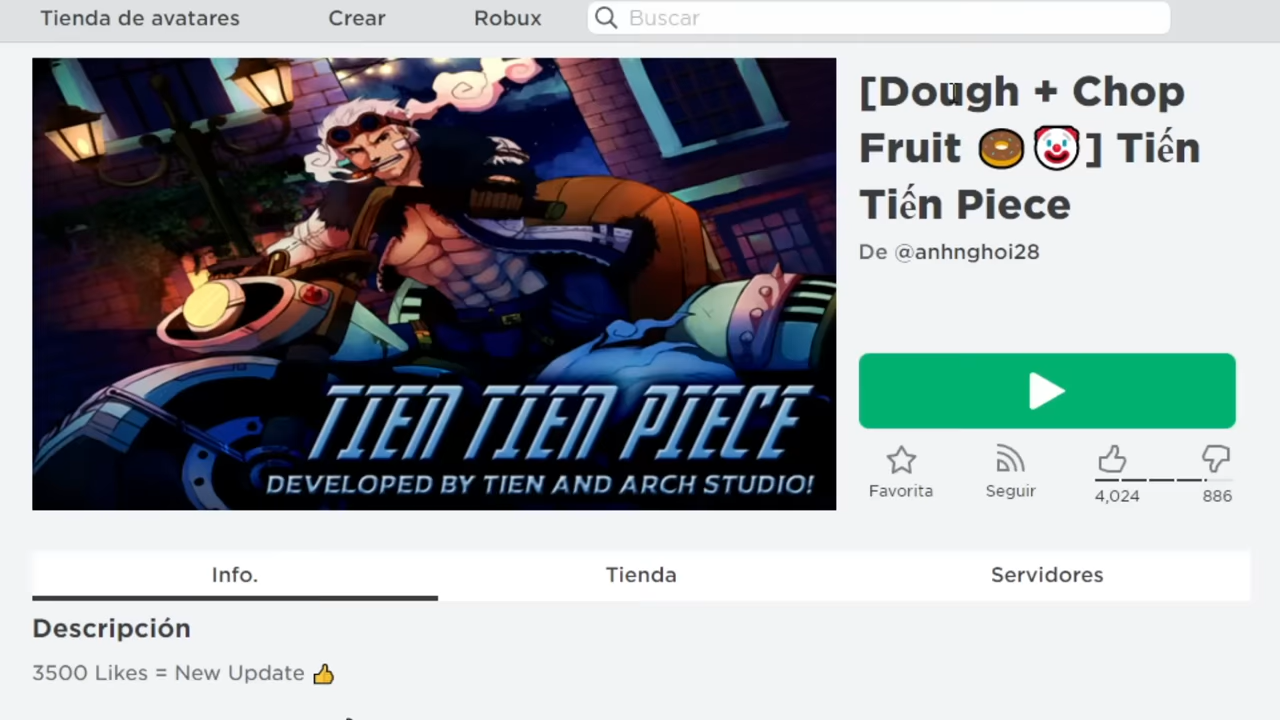 Tienda de avatares Crear Robux Buscar
[Dough + Chop
Fruit 🍩🤡] Tiến
Tiến Piece
De @anhnghoi28
TIEN TIEN PIECE
DEVELOPED BY TIEN AND ARCH STUDIO!
Favorita Seguir 4,024 886
Info. Tienda Servidores
Descripción
3500 Likes = New Update 👍